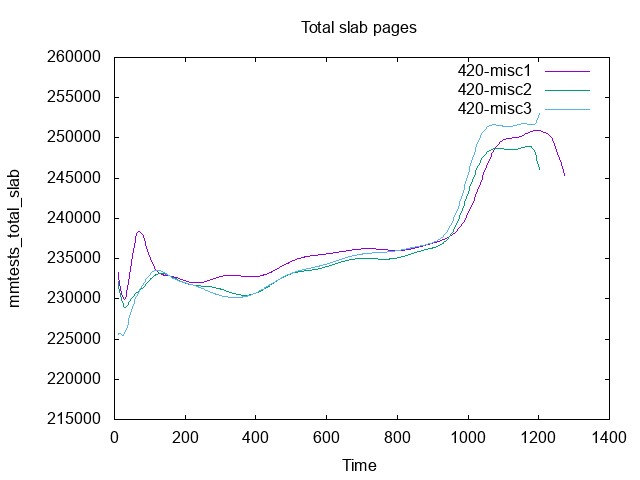 Total slab pages
260000
255000
250000
245000
240000
235000
230000
225000
220000
215000
mmtests_total_slab
420-misc1
420-misc2
420-misc3
0 200 400 600 800 1000 1200 1400
Time